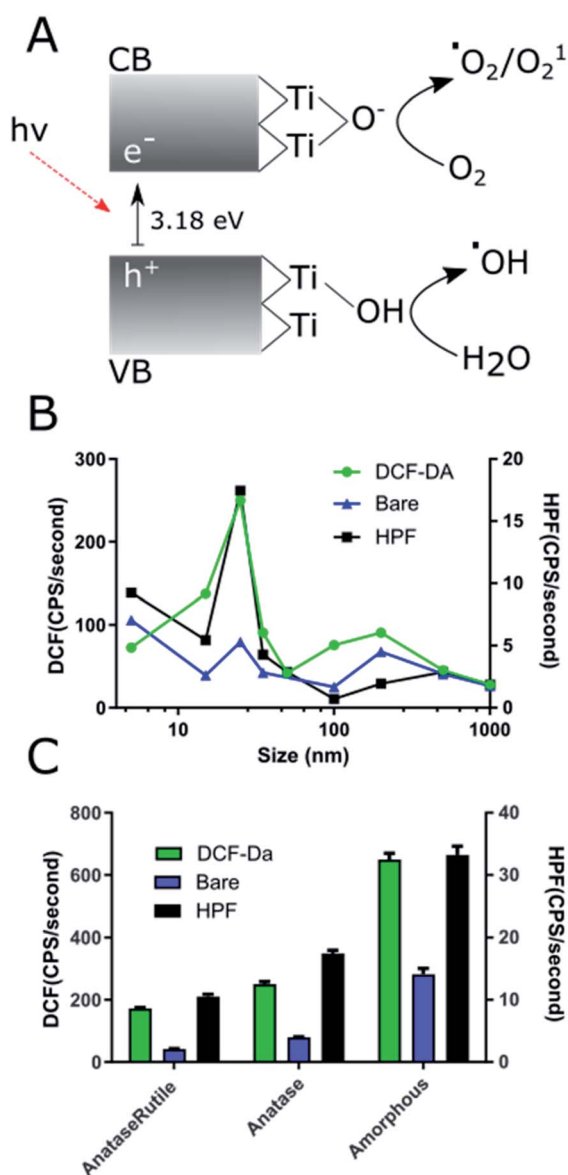 A
CB
hv
e⁻
3.18 eV
h⁺
VB
Ti
Ti
O⁻
·O₂/O₂¹
O₂
Ti
Ti
OH
·OH
H2O
B
DCF(CPS/second)
300
200
100
0
DCF-DA
Bare
HPF
20
15
10
5
0
HPF(CPS/second)
10
100
1000
Size (nm)
C
DCF(CPS/second)
800
600
400
200
0
DCF-Da
Bare
HPF
40
30
20
10
0
HPF(CPS/second)
AnataseRutile
Anatase
Amorphous